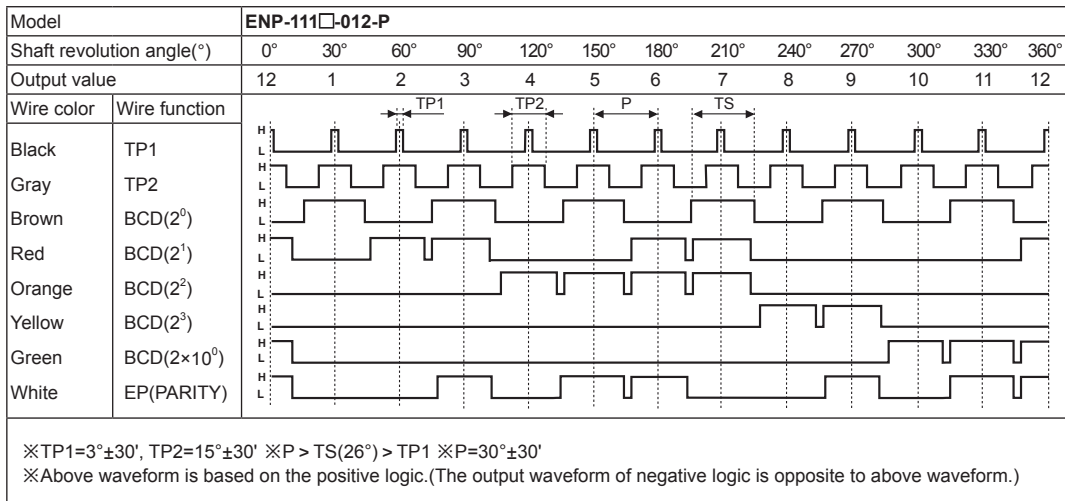 Model ENP-111□-012-P
Shaft revolution angle(°) 0° 30° 60° 90° 120° 150° 180° 210° 240° 270° 300° 330° 360°
Output value 12 1 2 3 4 5 6 7 8 9 10 11 12
Wire color Wire function TP1 TP2 P TS
Black TP1 H L
Gray TP2 H L
Brown BCD(2⁰) H L
Red BCD(2¹) H L
Orange BCD(2²) H L
Yellow BCD(2³) H L
Green BCD(2×10⁰) H L
White EP(PARITY) H L
※TP1=3°±30', TP2=15°±30' ※P > TS(26°) > TP1 ※P=30°±30'
※Above waveform is based on the positive logic.(The output waveform of negative logic is opposite to above waveform.)